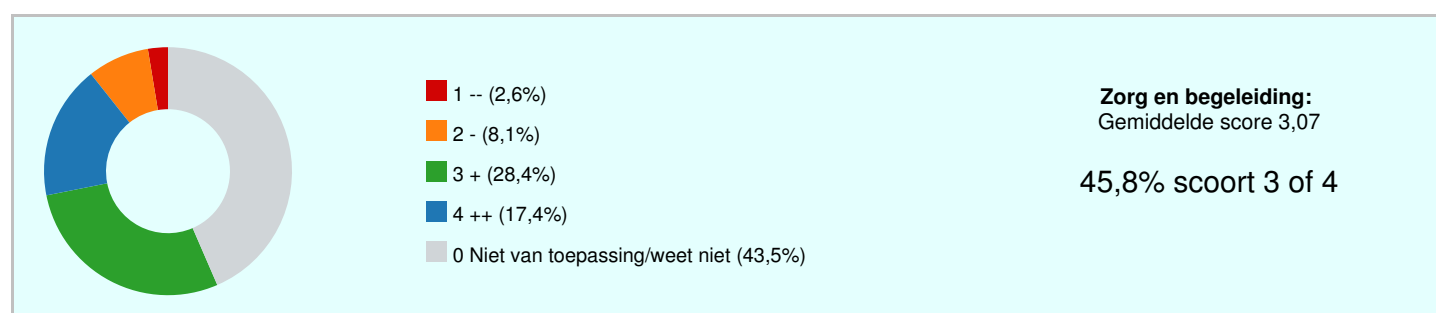 1 -- (2,6%)
2 - (8,1%)
3 + (28,4%)
4 ++ (17,4%)
0 Niet van toepassing/weet niet (43,5%)
Zorg en begeleiding:
Gemiddelde score 3,07
45,8% scoort 3 of 4